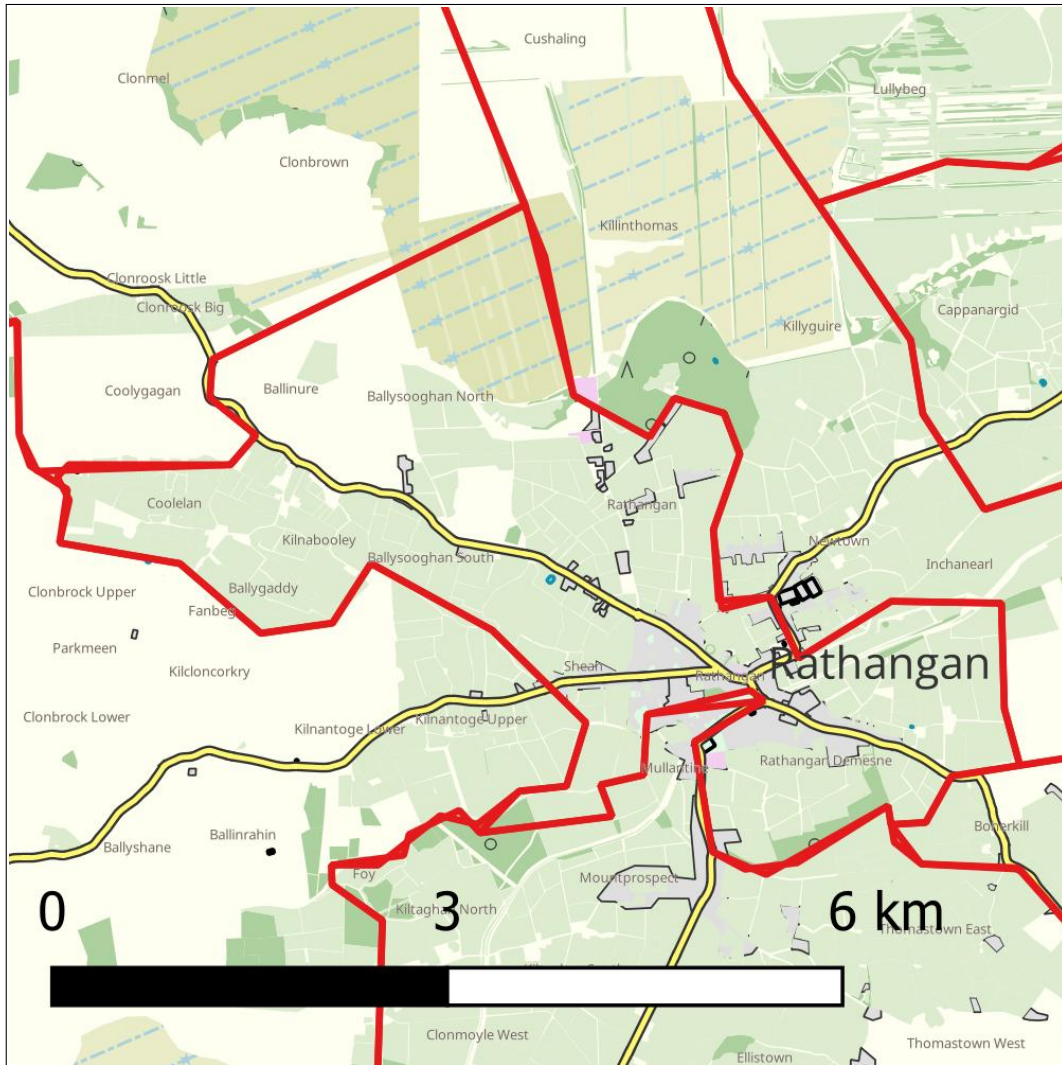 Cushaling
Clonmel
Lullybeg
Clonbrown
Killinthomas
Clonroosk Little
Clonroosk Big
Cappanargid
Killyguire
Coolygagan
Ballinure
Ballysooghan North
Coolelan
Rathangan
Kilnabooley
Newtown
Ballysooghan South
Inchanearl
Clonbrock Upper
Ballygaddy
Fanbeg
Parkmeen
Kilcloncorkry
Shean
Rathangan
Rathangan
Clonbrock Lower
Kilnantoge Upper
Kilnantoge Lower
Rathangan Demesne
Mullantine
Ballinrahin
Boherkill
Ballyshane
Foy
Mountprospect
Kiltaghan North
0
3
6 km
Thomastown East
Clonmoyle West
Thomastown West
Ellistown